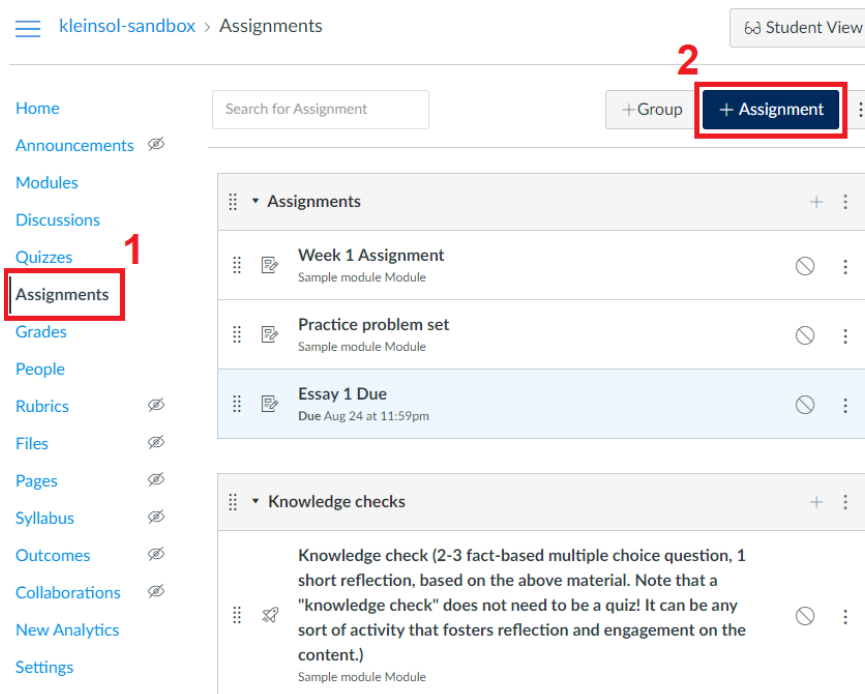 kleinsol-sandbox > Assignments
Student View
2
Home
Search for Assignment
+Group
+ Assignment
Announcements
Modules
Assignments
Discussions
Quizzes
1
Week 1 Assignment
Sample module Module
Assignments
Practice problem set
Sample module Module
Grades
People
Essay 1 Due
Due Aug 24 at 11:59pm
Rubrics
Files
Pages
Knowledge checks
Syllabus
Outcomes
Collaborations
New Analytics
Settings
Knowledge check (2-3 fact-based multiple choice question, 1
short reflection, based on the above material. Note that a
"knowledge check" does not need to be a quiz! It can be any
sort of activity that fosters reflection and engagement on the
content.)
Sample module Module